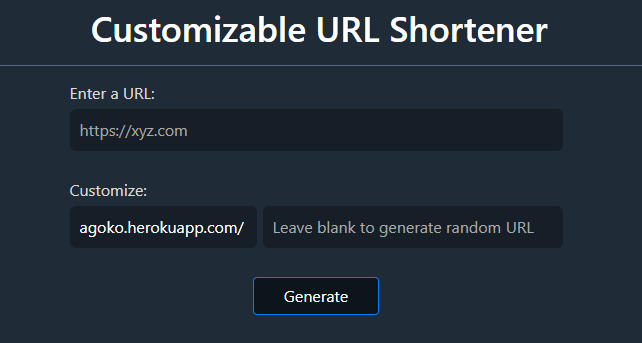 Customizable URL Shortener
Enter a URL:
https://xyz.com
Customize:
agoko.herokuapp.com/ Leave blank to generate random URL
Generate